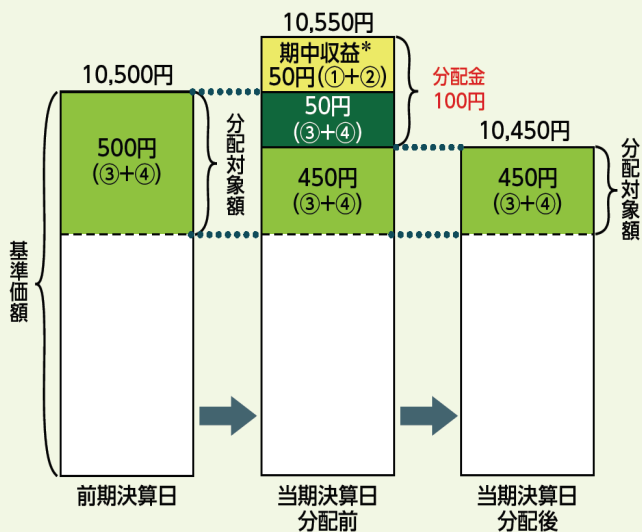 10,500円
500円
(③+④)
分配対象額
基準価額
前期決算日
10,550円
期中収益*
50円(①+②)
50円
(③+④)
450円
(③+④)
分配金
100円
当期決算日
分配前
10,450円
450円
(③+④)
分配対象額
当期決算日
分配後